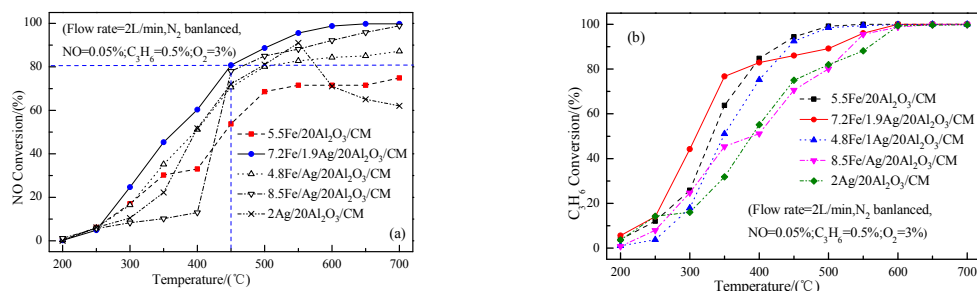 100
80
60
40
20
0
NO Conversion/(%)
(Flow rate=2L/min,N2 banlanced,
NO=0.05%;C3H6=0.5%;O2=3%)
5.5Fe/20Al2O3/CM
7.2Fe/1.9Ag/20Al2O3/CM
4.8Fe/Ag/20Al2O3/CM
8.5Fe/Ag/20Al2O3/CM
2Ag/20Al2O3/CM
(a)
200 300 400 500 600 700
Temperature/(℃)
100
80
60
40
20
0
C3H6 Conversion/(%)
(b)
5.5Fe/20Al2O3/CM
7.2Fe/1.9Ag/20Al2O3/CM
4.8Fe/1Ag/20Al2O3/CM
8.5Fe/Ag/20Al2O3/CM
2Ag/20Al2O3/CM
(Flow rate=2L/min,N2 banlanced,
NO=0.05%;C3H6=0.5%;O2=3%)
200 300 400 500 600 700
Temperature/(℃)